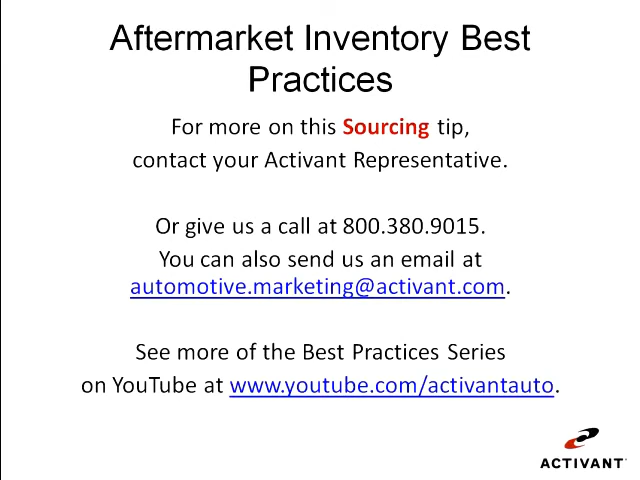 Aftermarket Inventory Best
Practices
For more on this Sourcing tip,
contact your Activant Representative.
Or give us a call at 800.380.9015.
You can also send us an email at
automotive.marketing@activant.com.
See more of the Best Practices Series
on YouTube at www.youtube.com/activantauto.
ACTIVANT